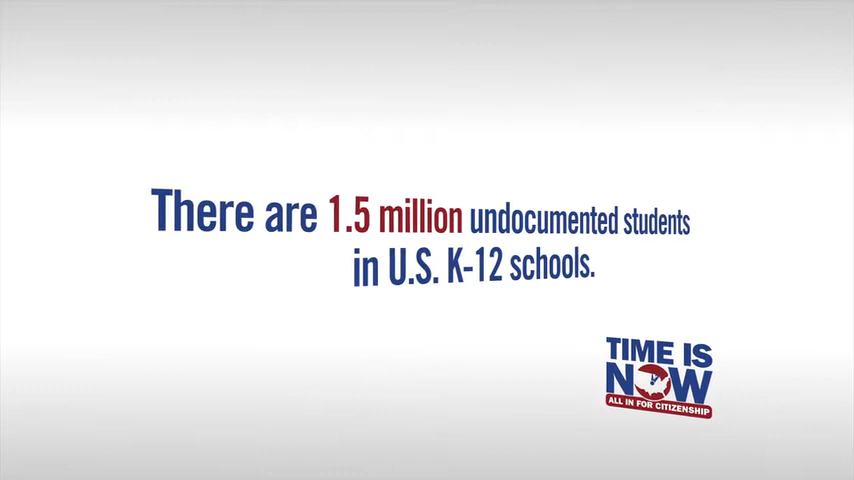 There are 1.5 million undocumented students
in U.S. K-12 schools.
TIME IS
NOW
ALL IN FOR CITIZENSHIP